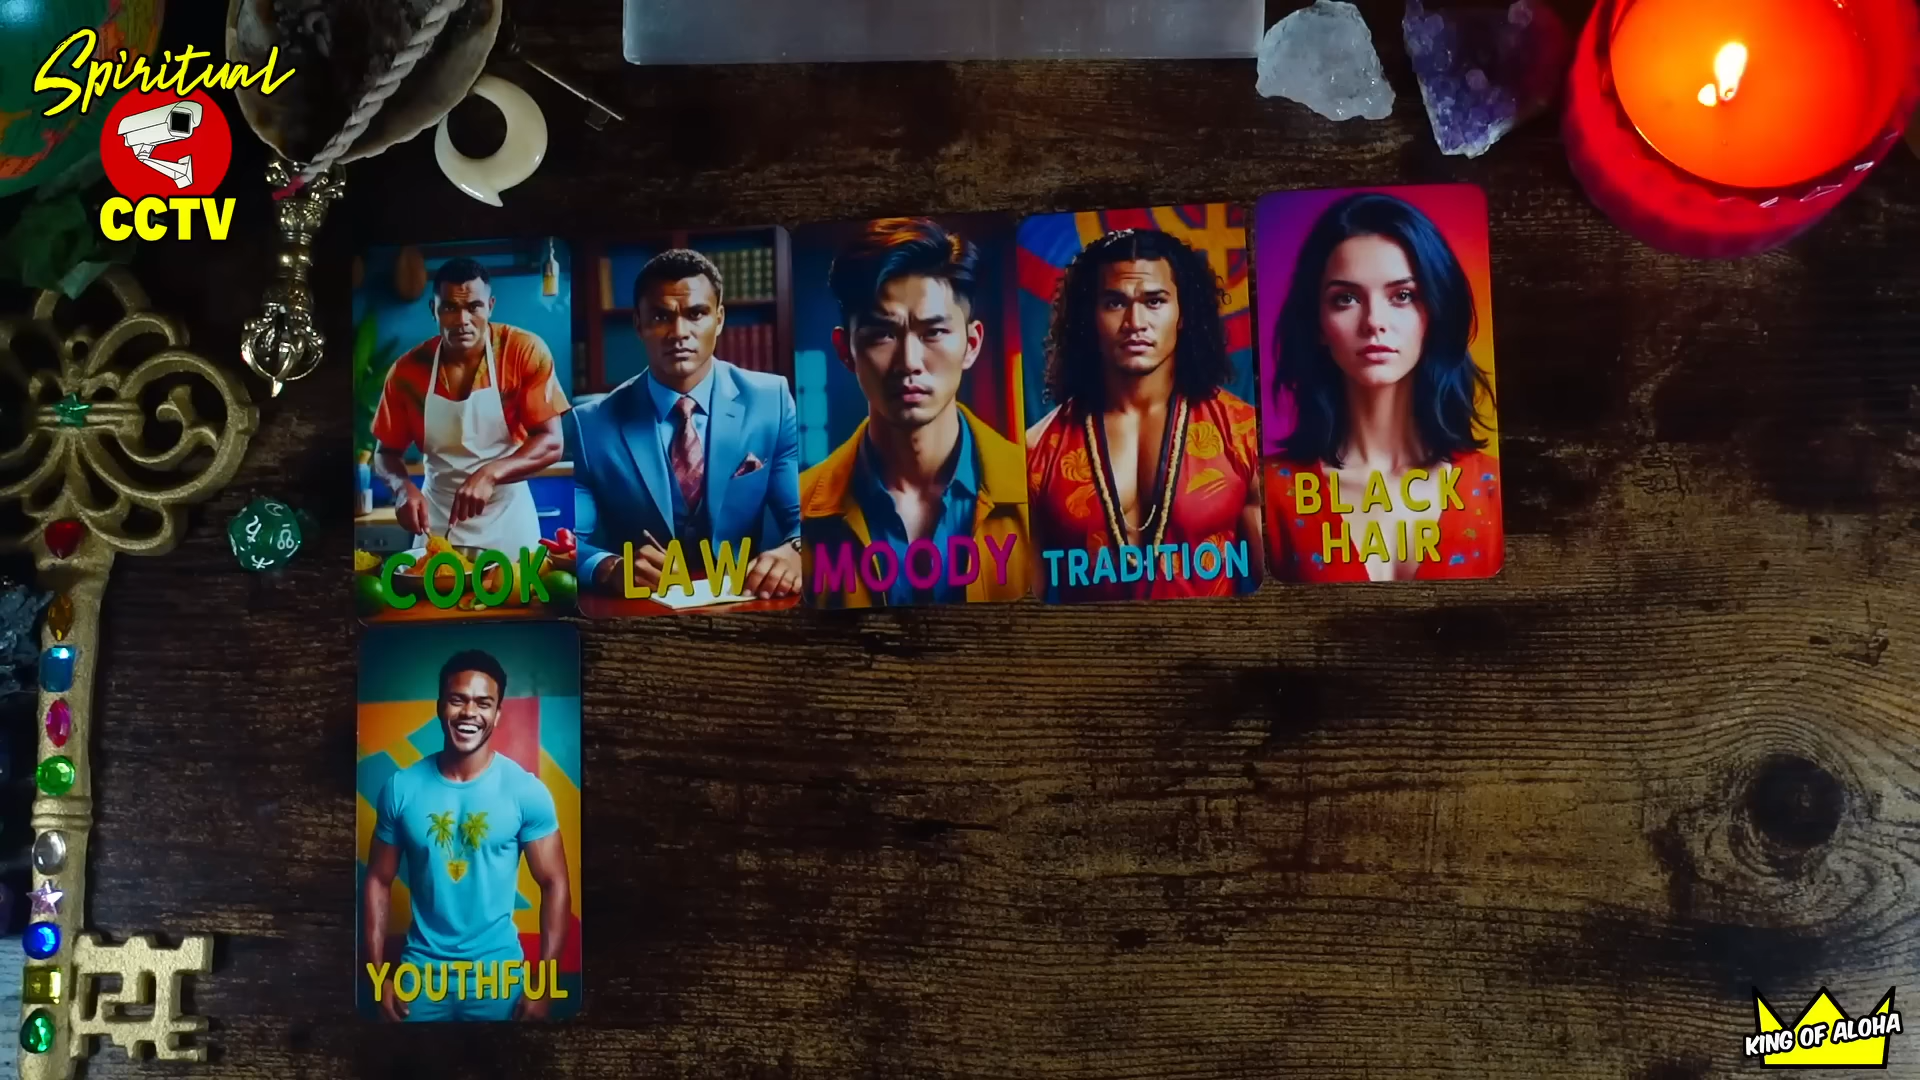 Spiritual
CCTV
COOK
LAW
MOODY
TRADITION
BLACK
HAIR
YOUTHFUL
KING OF ALOHA